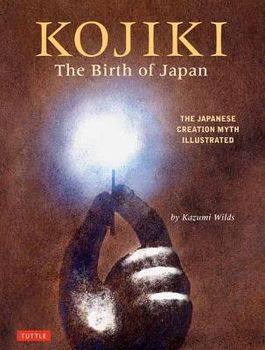 KOJIKI
The Birth of Japan
THE JAPANESE
CREATION MYTH
ILLUSTRATED
by Kazumi Wilds
TUTTLE